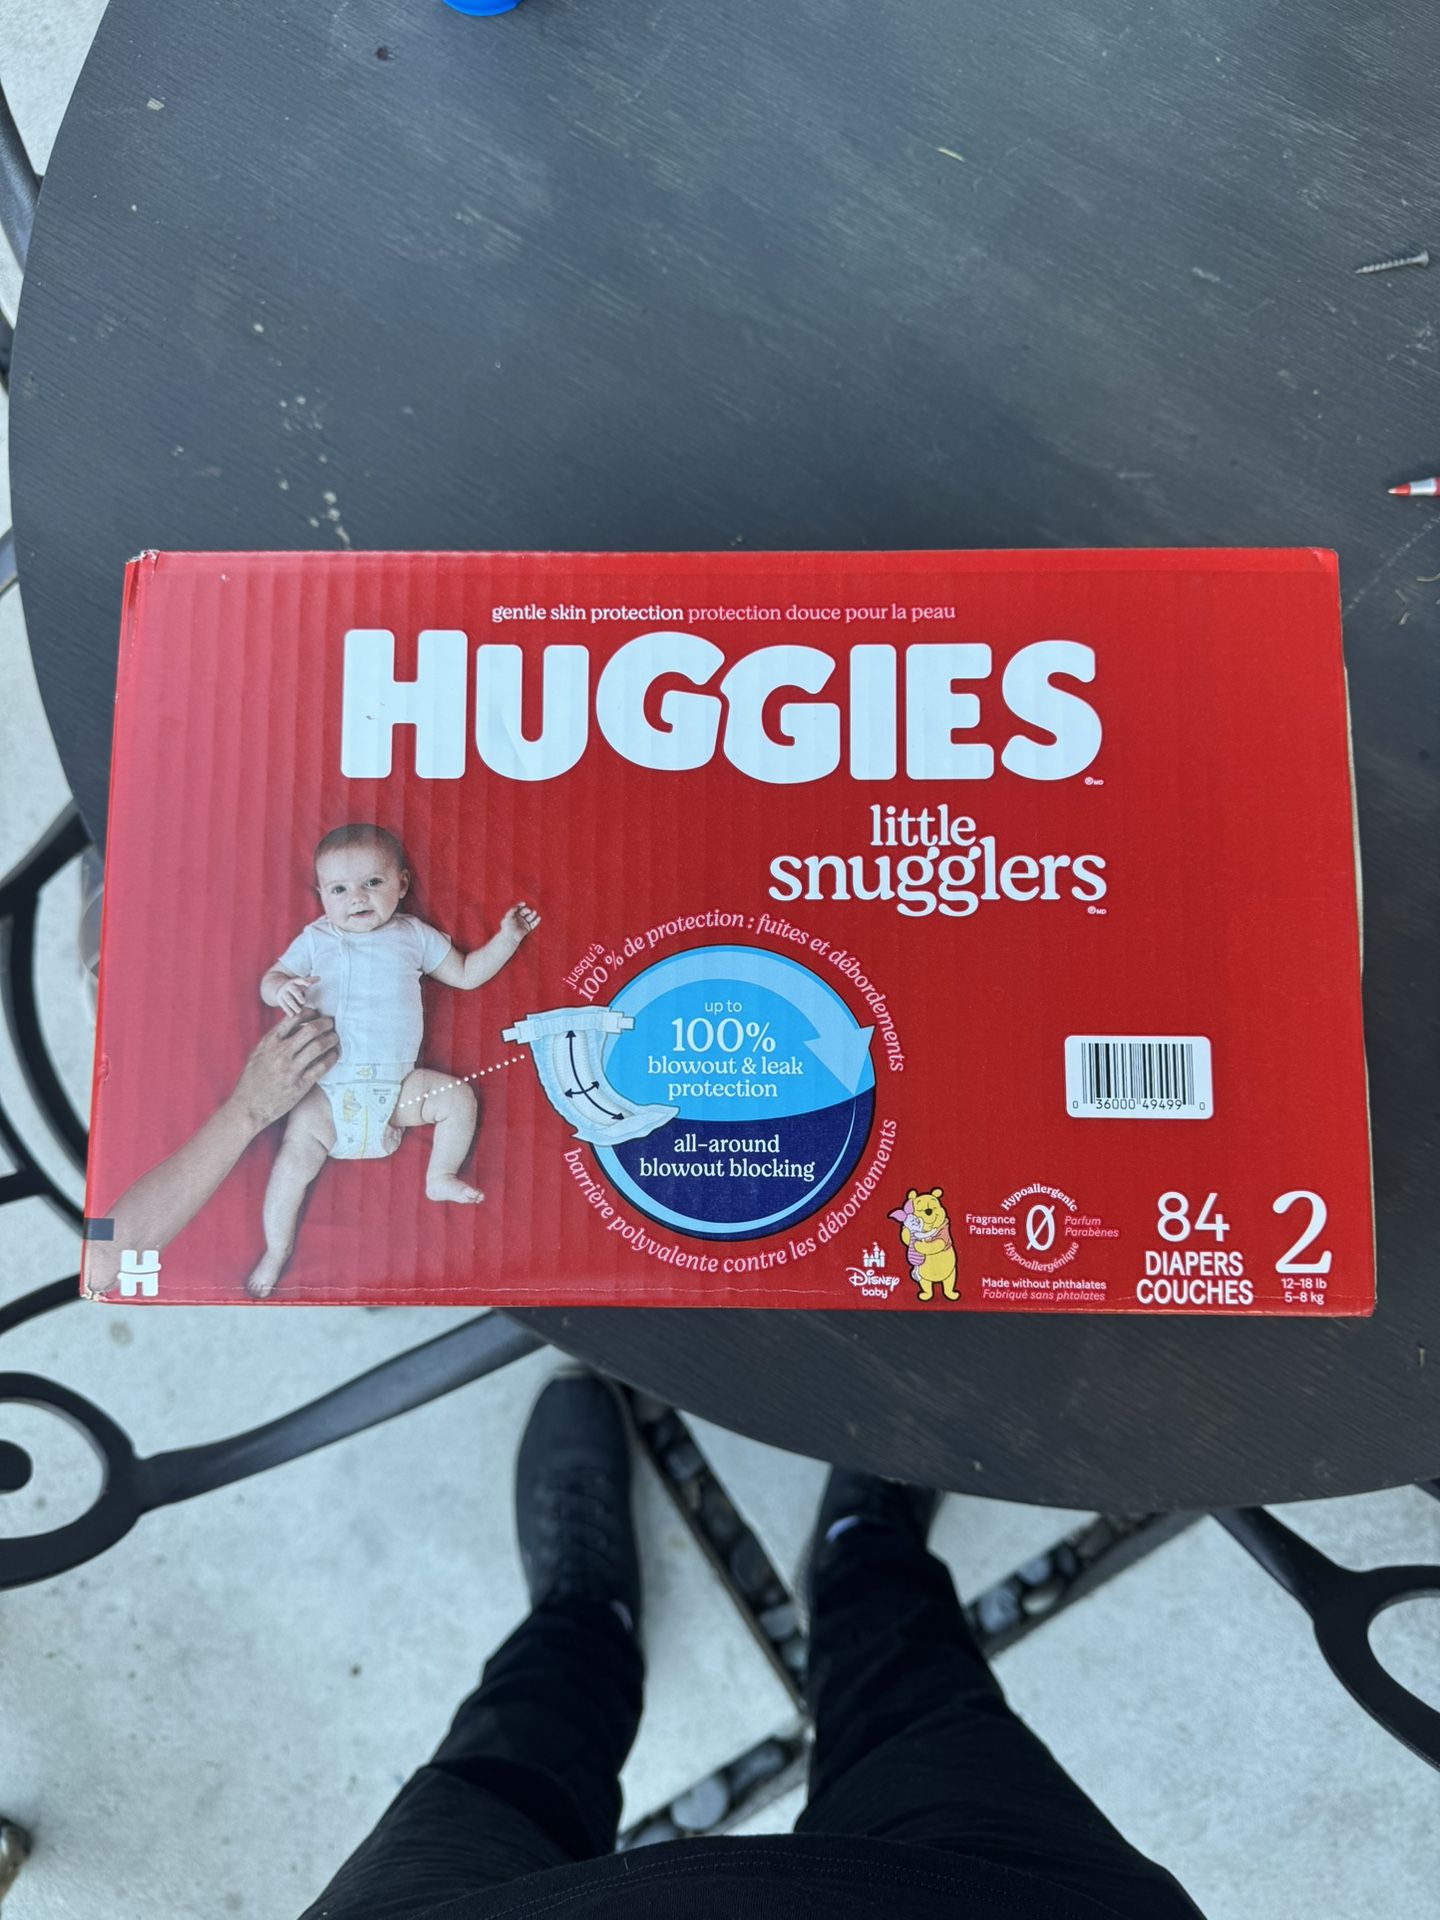 gentle skin protection protection douce pour la peau
HUGGIES
®MD
little
snugglers
®MD
jusqu'à
100 % de protection : fuites et débordements
up to
100%
blowout & leak
protection
all-around
blowout blocking
barrière polyvalente contre les débordements
0 36000 49499 0
H
Disney
baby
Hypoallergenic
Fragrance
Parabens
0
Parfum
Parabènes
Hypoallergénique
Made without phthalates
Fabriqué sans phtalates
84
DIAPERS
COUCHES
2
12–18 lb
5–8 kg